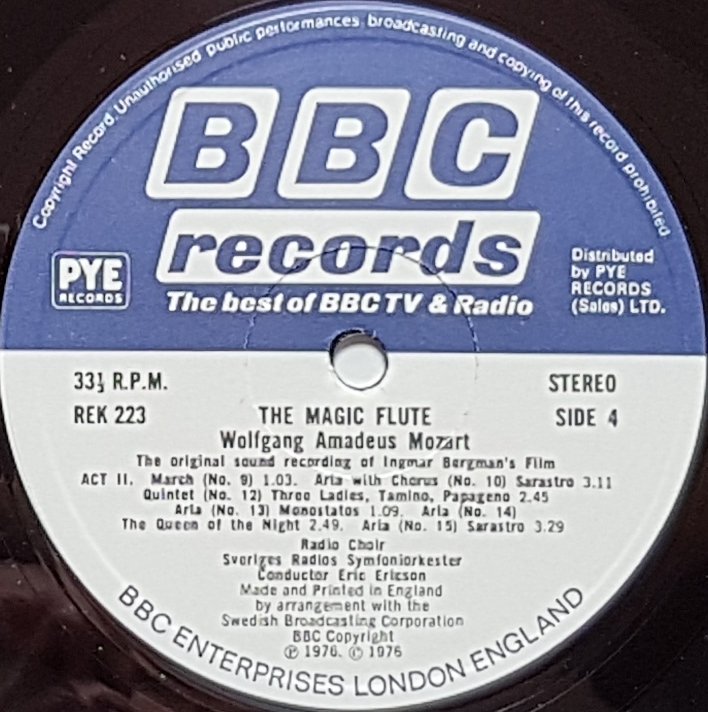 Copyright Record. Unauthorised public performances, broadcasting and copying of this record prohibited
BBC
records
The best of BBC TV & Radio
PYE
RECORDS
Distributed
by PYE
RECORDS
(Sales) LTD.
33⅓ R.P.M.
STEREO
REK 223
THE MAGIC FLUTE
SIDE 4
Wolfgang Amadeus Mozart
The original sound recording of Ingmar Bergman's Film
ACT II. March (No. 9) 1.03. Aria with Chorus (No. 10) Sarastro 3.11
Quintet (No. 12) Three Ladies, Tamino, Papageno 2.45
Aria (No. 13) Monostatos 1.09. Aria (No. 14)
The Queen of the Night 2.49. Aria (No. 15) Sarastro 3.29
Radio Choir
Sveriges Radios Symfoniorkester
Conductor Eric Ericson
Made and Printed in England
by arrangement with the
Swedish Broadcasting Corporation
BBC Copyright
℗ 1976. © 1976
BBC ENTERPRISES LONDON ENGLAND